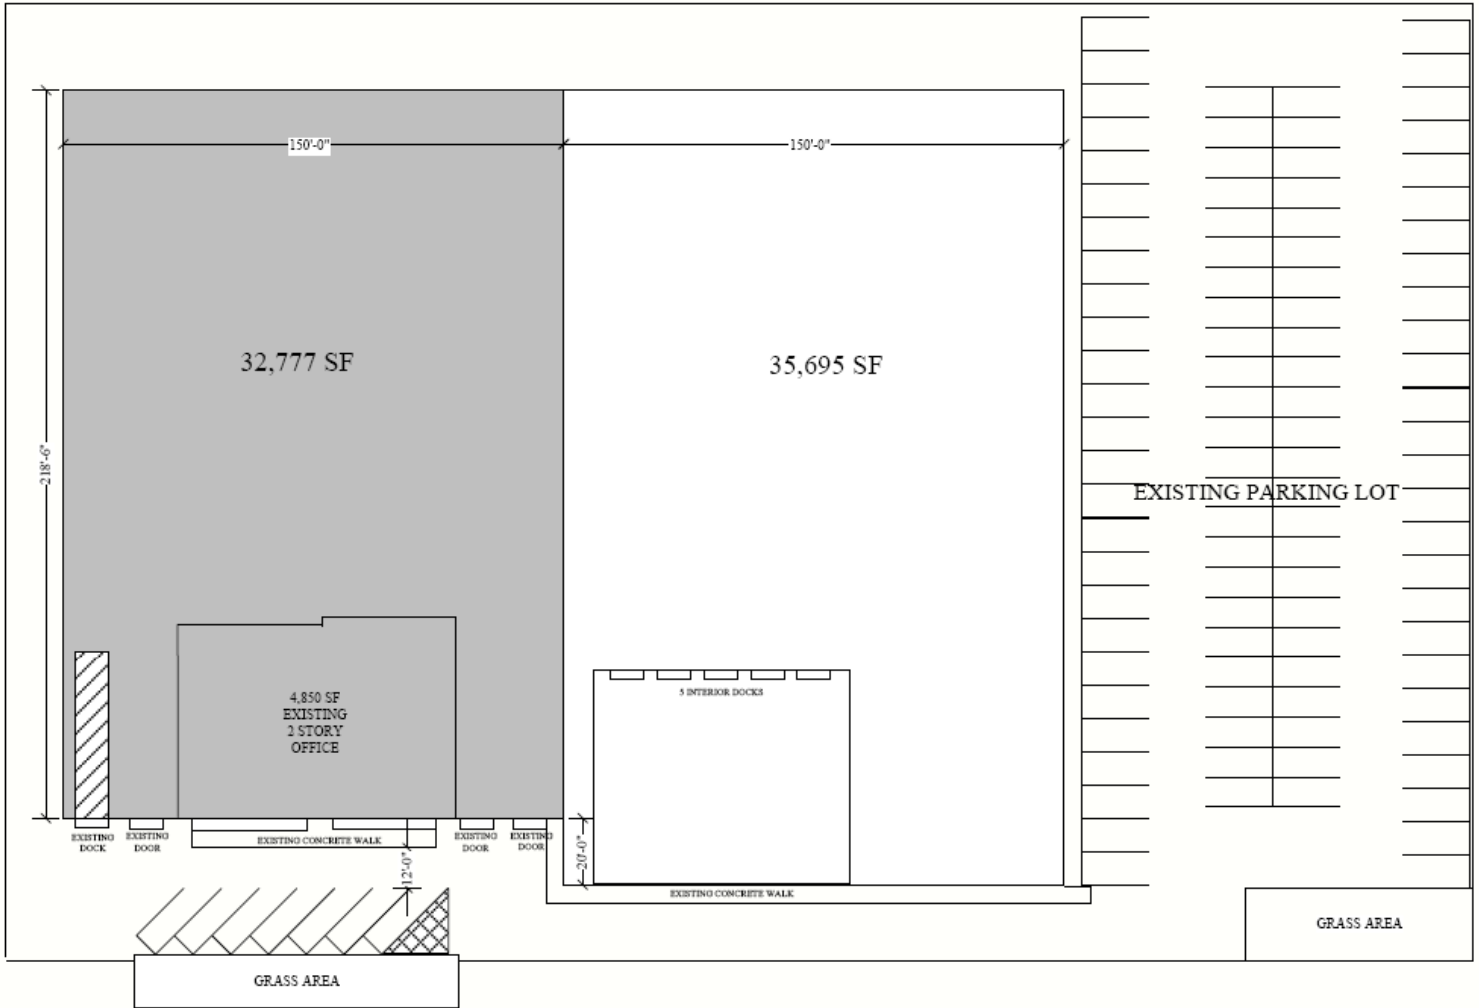 150'-0"
150'-0"
32,777 SF
35,695 SF
218'-6"
EXISTING PARKING LOT
4,850 SF
EXISTING
2 STORY
OFFICE
5 INTERIOR DOCKS
EXISTING
DOCK
EXISTING
DOOR
EXISTING CONCRETE WALK
EXISTING
DOOR
EXISTING
DOOR
20'-0"
12'-0"
EXISTING CONCRETE WALK
GRASS AREA
GRASS AREA